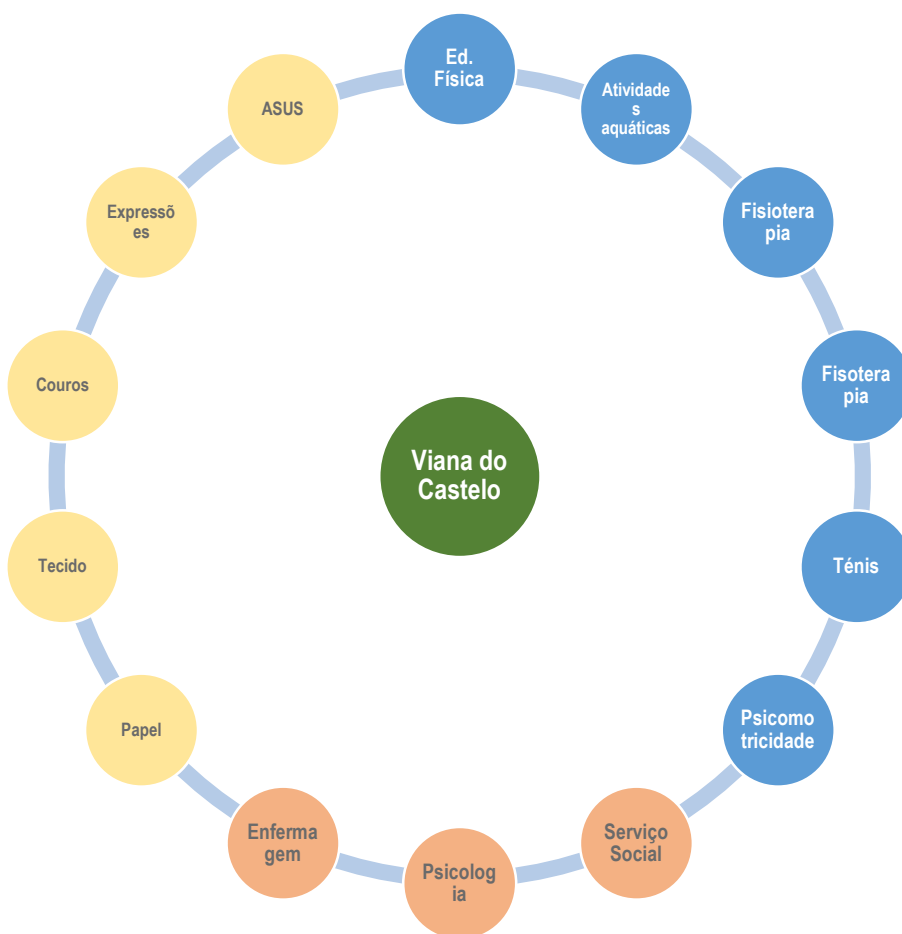 Ed.
Física
Atividade
s
aquáticas
Fisiotera
pia
Fisotera
pia
Ténis
Psicomo
tricidade
Serviço
Social
Psicolog
ia
Enferma
gem
Papel
Tecido
Couros
Expressõ
es
ASUS
Viana do
Castelo